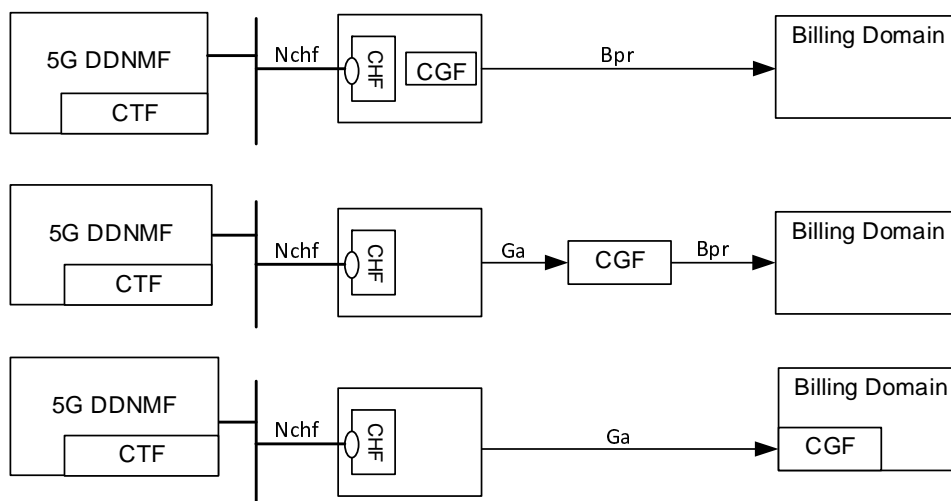 5G DDNMF
CTF
Nchf
CHF
CGF
Bpr
Billing Domain
5G DDNMF
CTF
Nchf
CHF
Ga
CGF
Bpr
Billing Domain
5G DDNMF
CTF
Nchf
CHF
Ga
Billing Domain
CGF